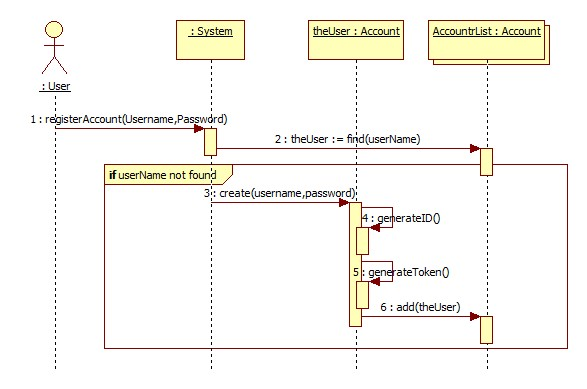 : System
theUser : Account
AccountrList : Account
: User
1 : registerAccount(Username,Password)
2 : theUser := find(userName)
if userName not found
3 : create(username,password)
4 : generateID()
5 : generateToken()
6 : add(theUser)